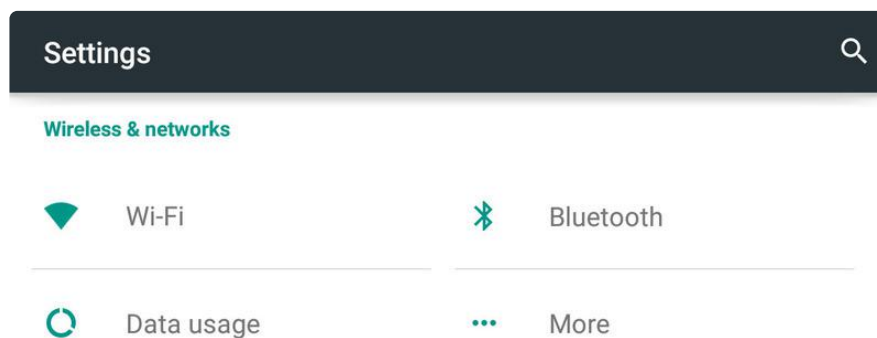 Settings
Wireless & networks
Wi-Fi
Bluetooth
Data usage
More